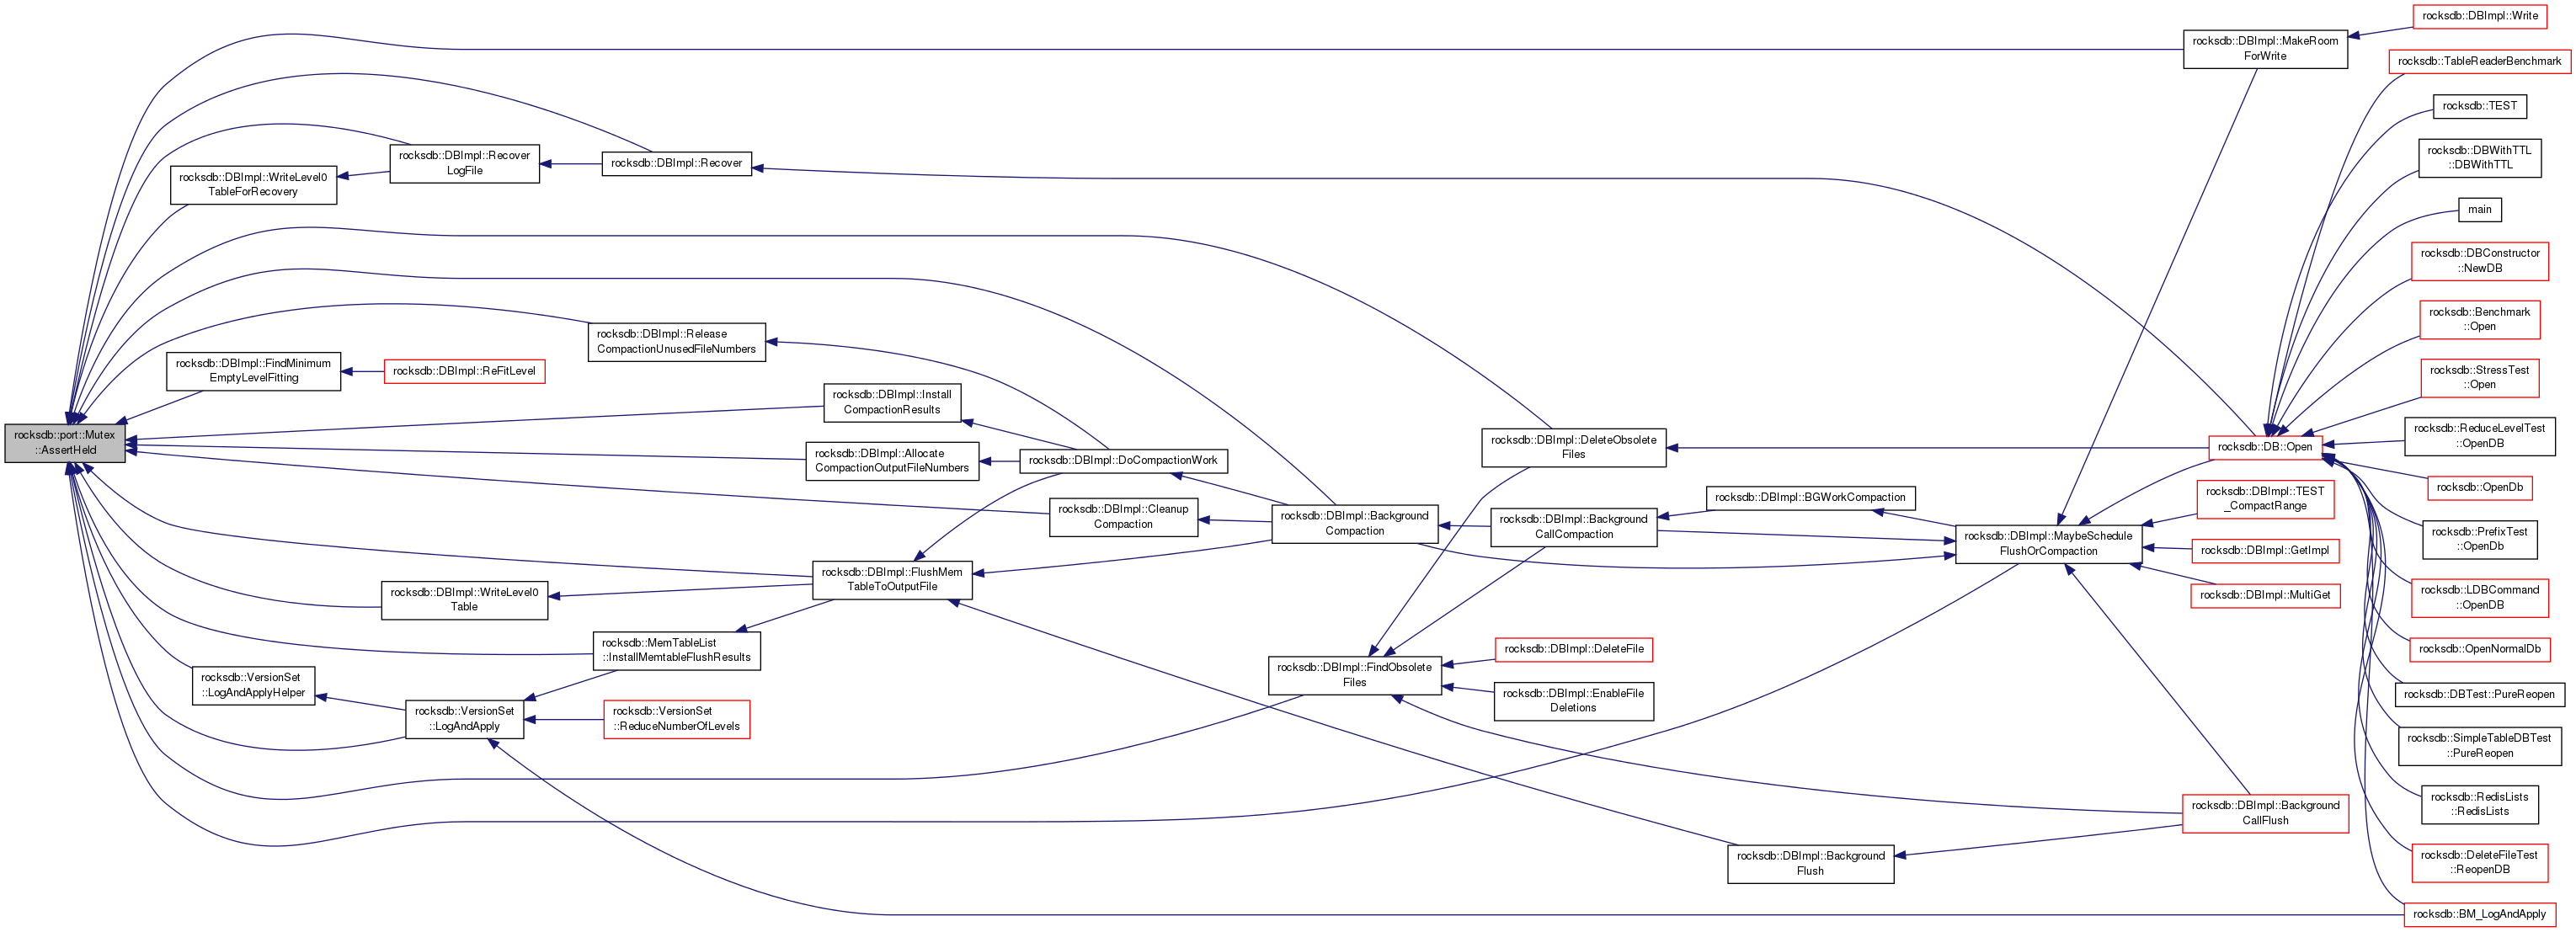 rocksdb::port::Mutex
::AssertHeld
rocksdb::DBImpl::WriteLevel0
TableForRecovery
rocksdb::DBImpl::FindMinimum
EmptyLevelFitting
rocksdb::VersionSet
::LogAndApplyHelper
rocksdb::DBImpl::Recover
LogFile
rocksdb::DBImpl::ReFitLevel
rocksdb::DBImpl::WriteLevel0
Table
rocksdb::VersionSet
::LogAndApply
rocksdb::DBImpl::Recover
rocksdb::DBImpl::Release
CompactionUnusedFileNumbers
rocksdb::MemTableList
::InstallMemtableFlushResults
rocksdb::VersionSet
::ReduceNumberOfLevels
rocksdb::DBImpl::Install
CompactionResults
rocksdb::DBImpl::Allocate
CompactionOutputFileNumbers
rocksdb::DBImpl::FlushMem
TableToOutputFile
rocksdb::DBImpl::DoCompactionWork
rocksdb::DBImpl::Cleanup
Compaction
rocksdb::DBImpl::Background
Compaction
rocksdb::DBImpl::FindObsolete
Files
rocksdb::DBImpl::DeleteObsolete
Files
rocksdb::DBImpl::Background
CallCompaction
rocksdb::DBImpl::DeleteFile
rocksdb::DBImpl::EnableFile
Deletions
rocksdb::DBImpl::BGWorkCompaction
rocksdb::DBImpl::Background
Flush
rocksdb::DBImpl::MaybeSchedule
FlushOrCompaction
rocksdb::DBImpl::MakeRoom
ForWrite
rocksdb::DB::Open
rocksdb::DBImpl::TEST
_CompactRange
rocksdb::DBImpl::GetImpl
rocksdb::DBImpl::MultiGet
rocksdb::DBImpl::Background
CallFlush
rocksdb::DBImpl::Write
rocksdb::TableReaderBenchmark
rocksdb::TEST
rocksdb::DBWithTTL
::DBWithTTL
main
rocksdb::DBConstructor
::NewDB
rocksdb::Benchmark
::Open
rocksdb::StressTest
::Open
rocksdb::ReduceLevelTest
::OpenDB
rocksdb::OpenDb
rocksdb::PrefixTest
::OpenDb
rocksdb::LDBCommand
::OpenDB
rocksdb::OpenNormalDb
rocksdb::DBTest::PureReopen
rocksdb::SimpleTableDBTest
::PureReopen
rocksdb::RedisLists
::RedisLists
rocksdb::DeleteFileTest
::ReopenDB
rocksdb::BM_LogAndApply